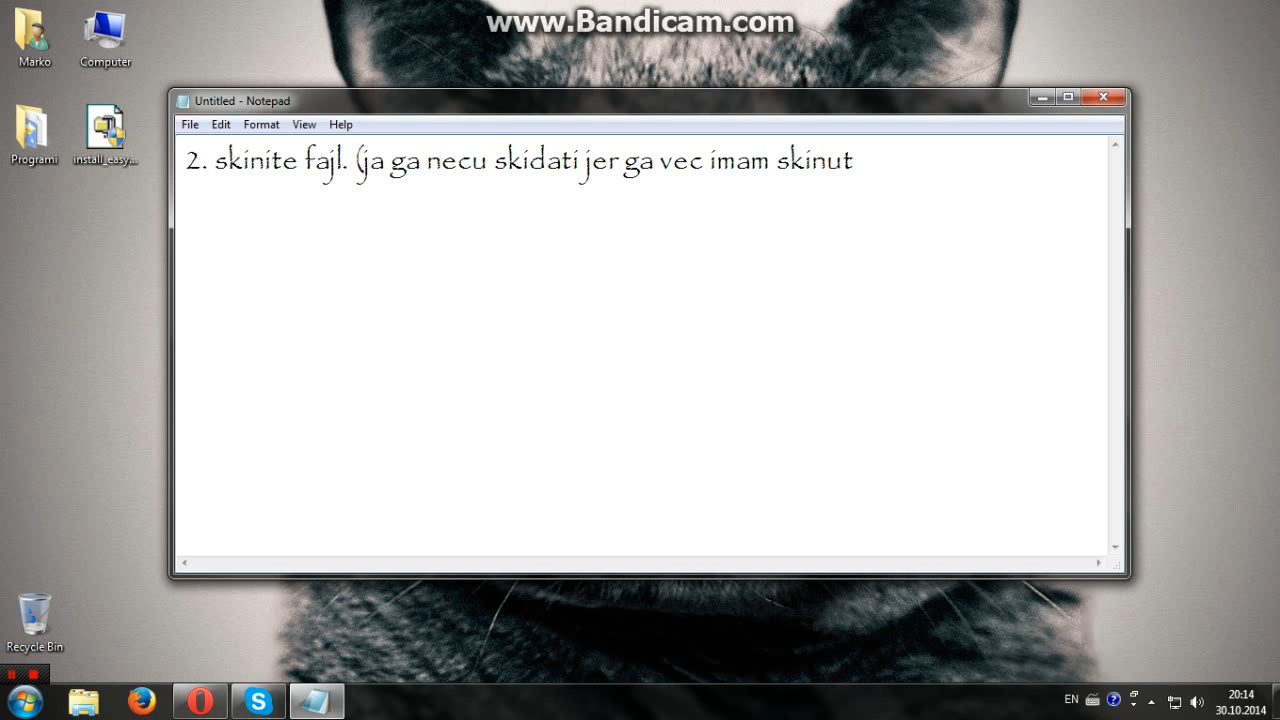 www.Bandicam.com
Marko
Computer
Programi
install_easy...
Untitled - Notepad
File Edit Format View Help
2. skinite fajl. (ja ga necu skidati jer ga vec imam skinut
Recycle Bin
EN
20:14
30.10.2014